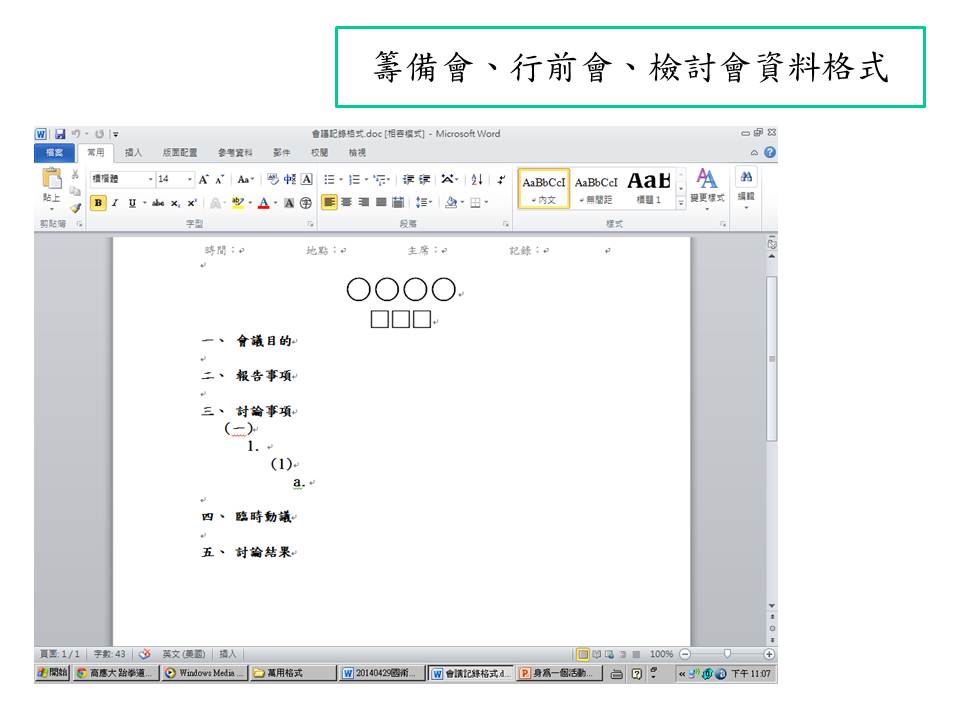 籌備會、行前會、檢討會資料格式
會議記錄格式.doc [相容模式] - Microsoft Word
檔案 常用 插入 版面配置 參考資料 郵件 校閱 檢視
標楷體 14
貼上
AaBbCcI AaBbCcI AaB
內文 無間距 標題 1
變更樣式 編輯
剪貼簿 字型 段落 樣式
時間： 地點： 主席： 記錄：
○○○○
□□□
一、 會議目的
二、 報告事項
三、 討論事項
(一)
1.
(1)
a.
四、 臨時動議
五、 討論結果
頁面: 1 / 1 字數: 43 英文 (美國) 插入 100%
開始 高應大 跆拳道... Windows Media ... 萬用格式 20140429國術... 會議記錄格式.d... 身為一個活動... 下午 11:07